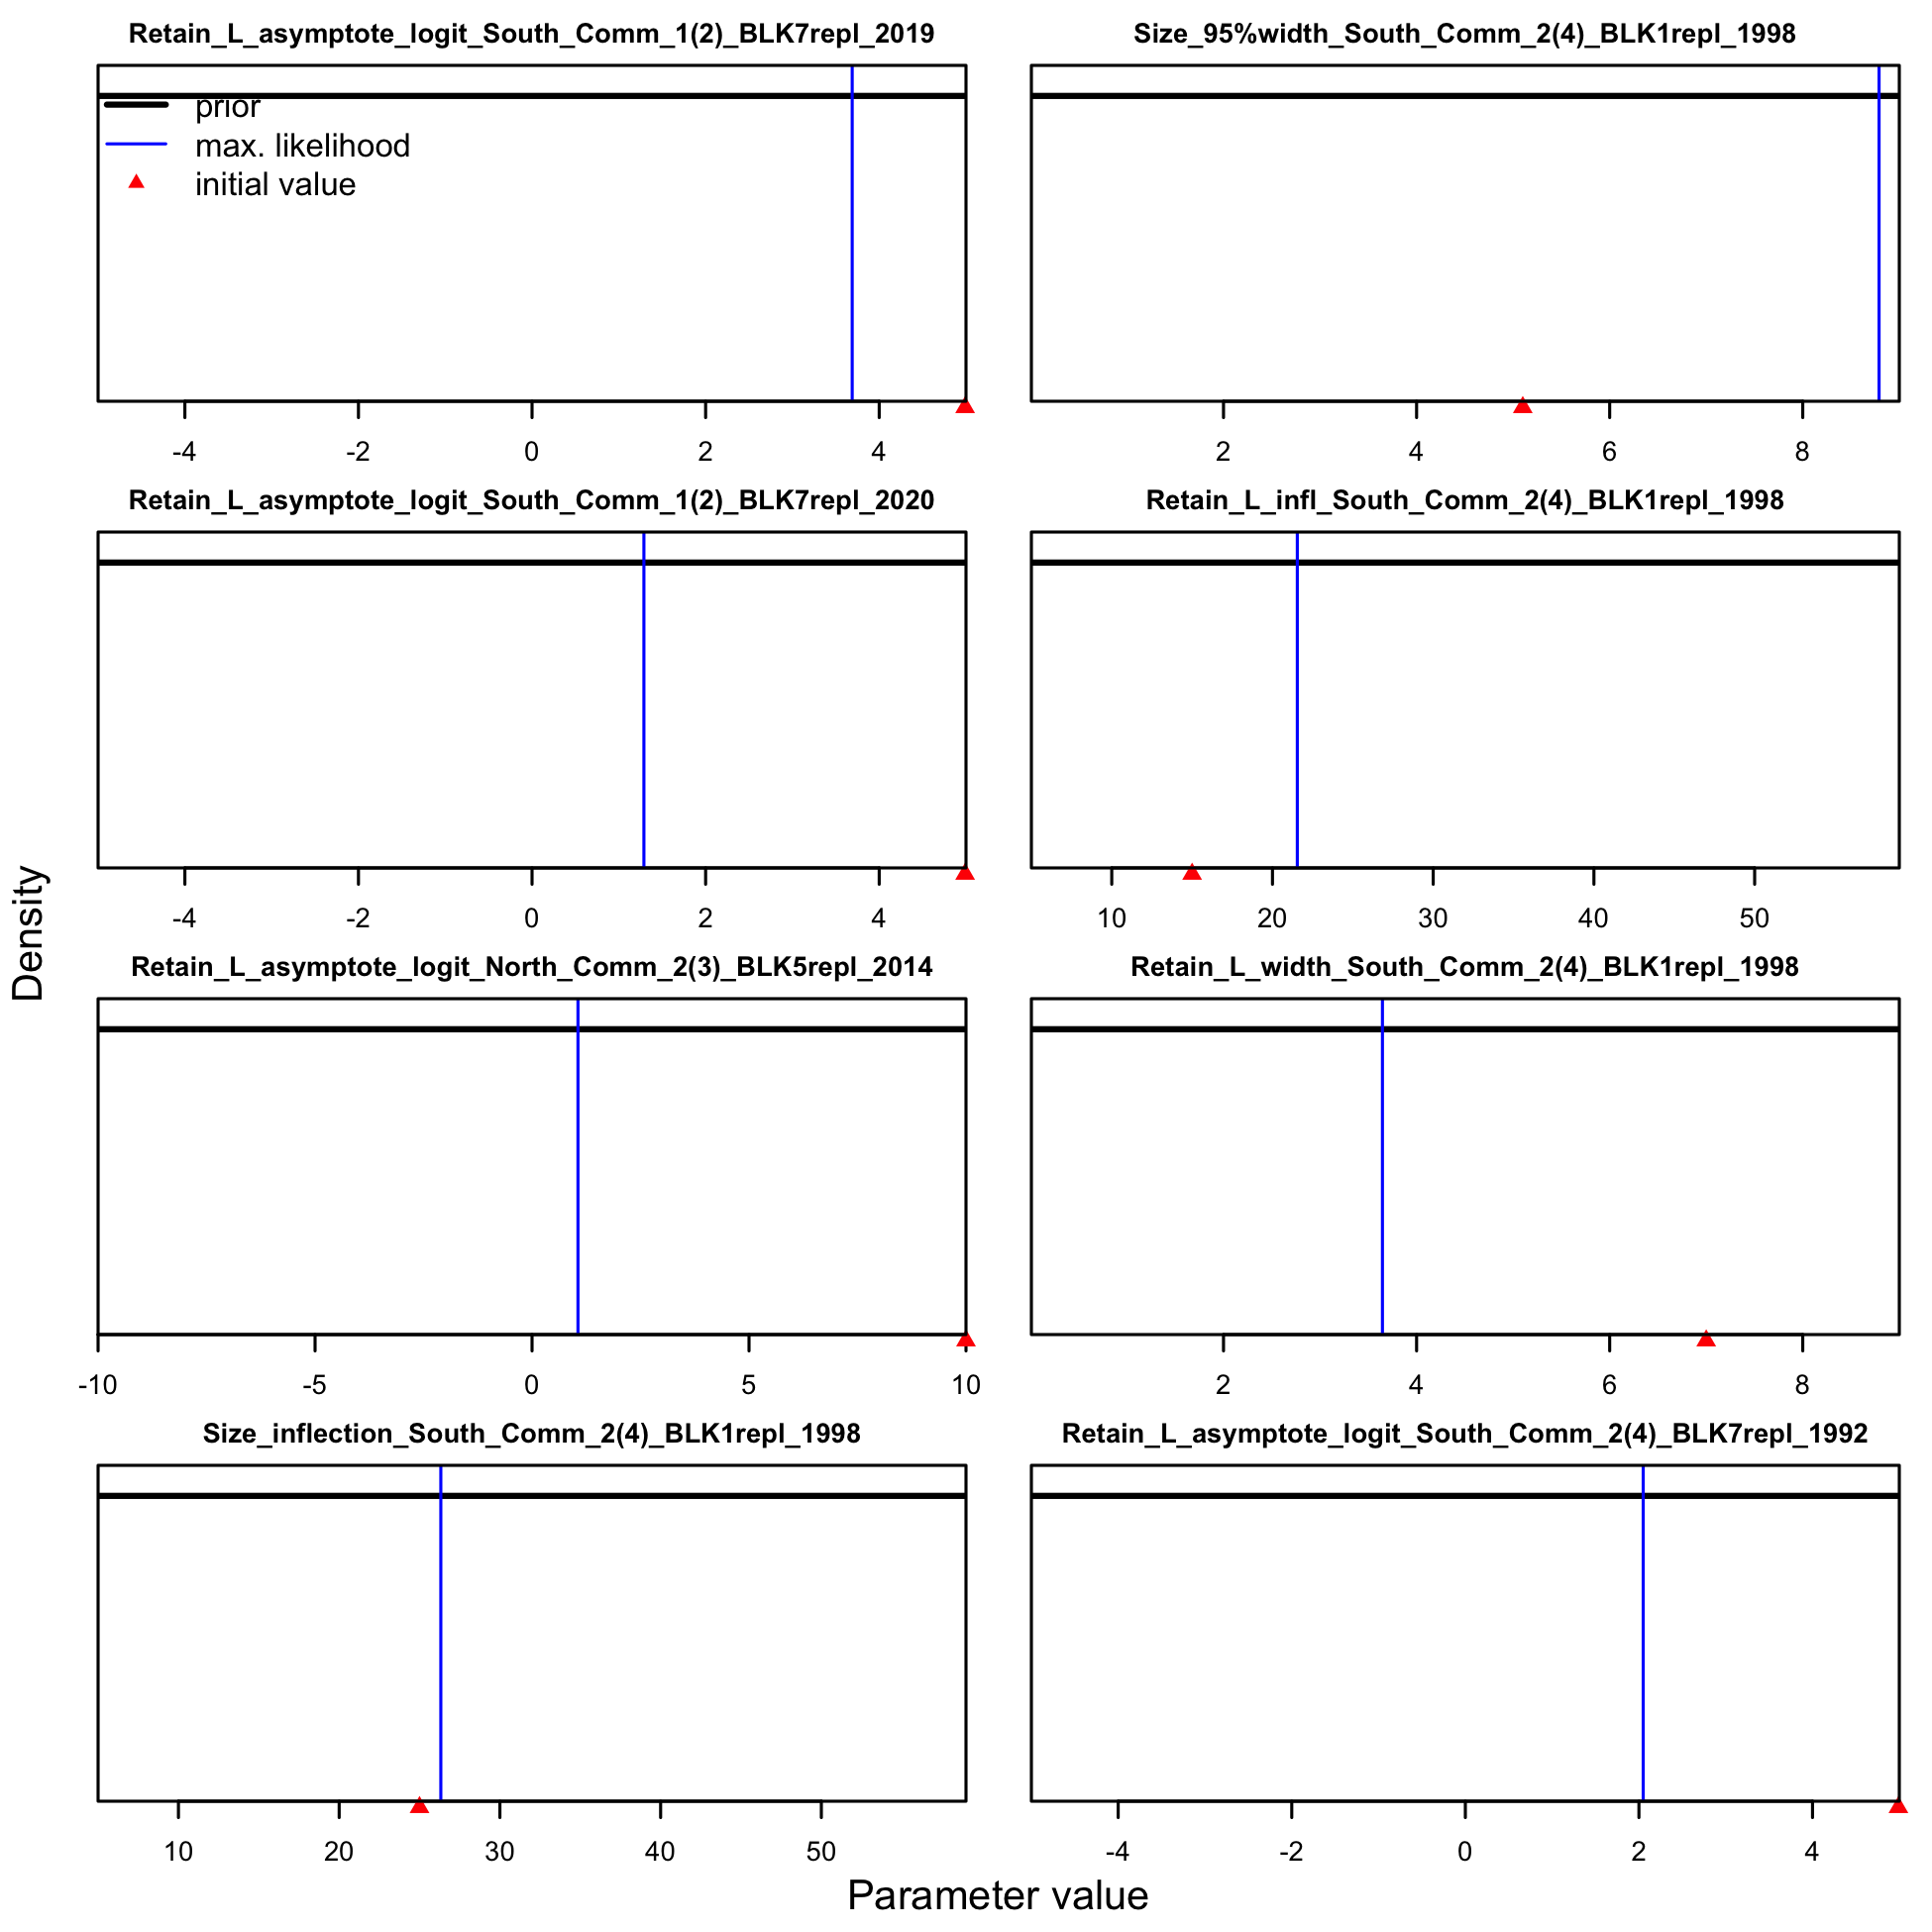 Retain_L_asymptote_logit_South_Comm_1(2)_BLK7repl_2019
prior
max. likelihood
initial value
-4 -2 0 2 4
Size_95%width_South_Comm_2(4)_BLK1repl_1998
2 4 6 8
Retain_L_asymptote_logit_South_Comm_1(2)_BLK7repl_2020
-4 -2 0 2 4
Retain_L_infl_South_Comm_2(4)_BLK1repl_1998
10 20 30 40 50
Retain_L_asymptote_logit_North_Comm_2(3)_BLK5repl_2014
-10 -5 0 5 10
Retain_L_width_South_Comm_2(4)_BLK1repl_1998
2 4 6 8
Size_inflection_South_Comm_2(4)_BLK1repl_1998
10 20 30 40 50
Retain_L_asymptote_logit_South_Comm_2(4)_BLK7repl_1992
-4 -2 0 2 4
Density
Parameter value